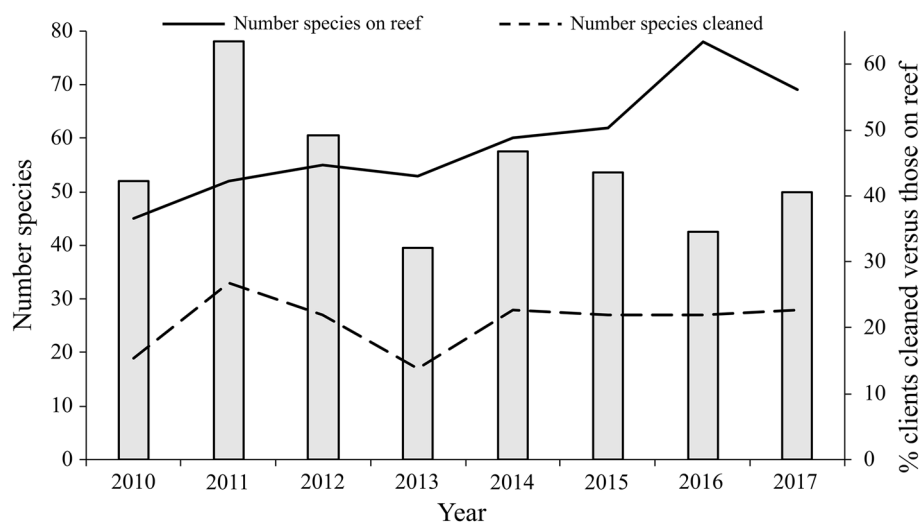 Number species on reef
Number species cleaned
Number species
80
70
60
50
40
30
20
10
0
2010 2011 2012 2013 2014 2015 2016 2017
Year
60
50
40
30
20
10
0
% clients cleaned versus those on reef